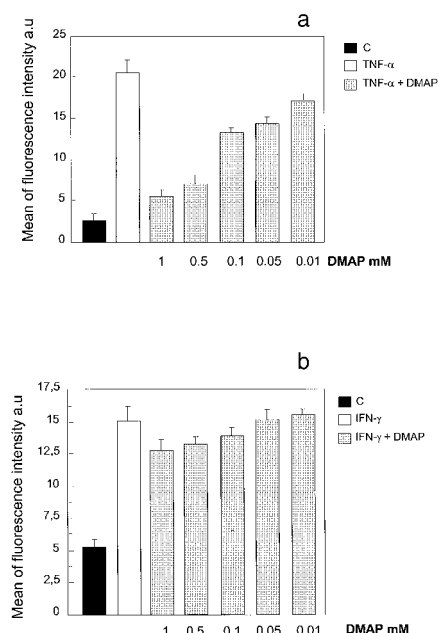 a
Mean of fluorescence intensity a.u
25
20
15
10
5
0
C
TNF-α
TNF-α + DMAP
1 0.5 0.1 0.05 0.01 DMAP mM
b
Mean of fluorescence intensity a.u
17,5
15
12,5
10
7,5
5
2,5
0
C
IFN-γ
IFN-γ + DMAP
1 0.5 0.1 0.05 0.01 DMAP mM